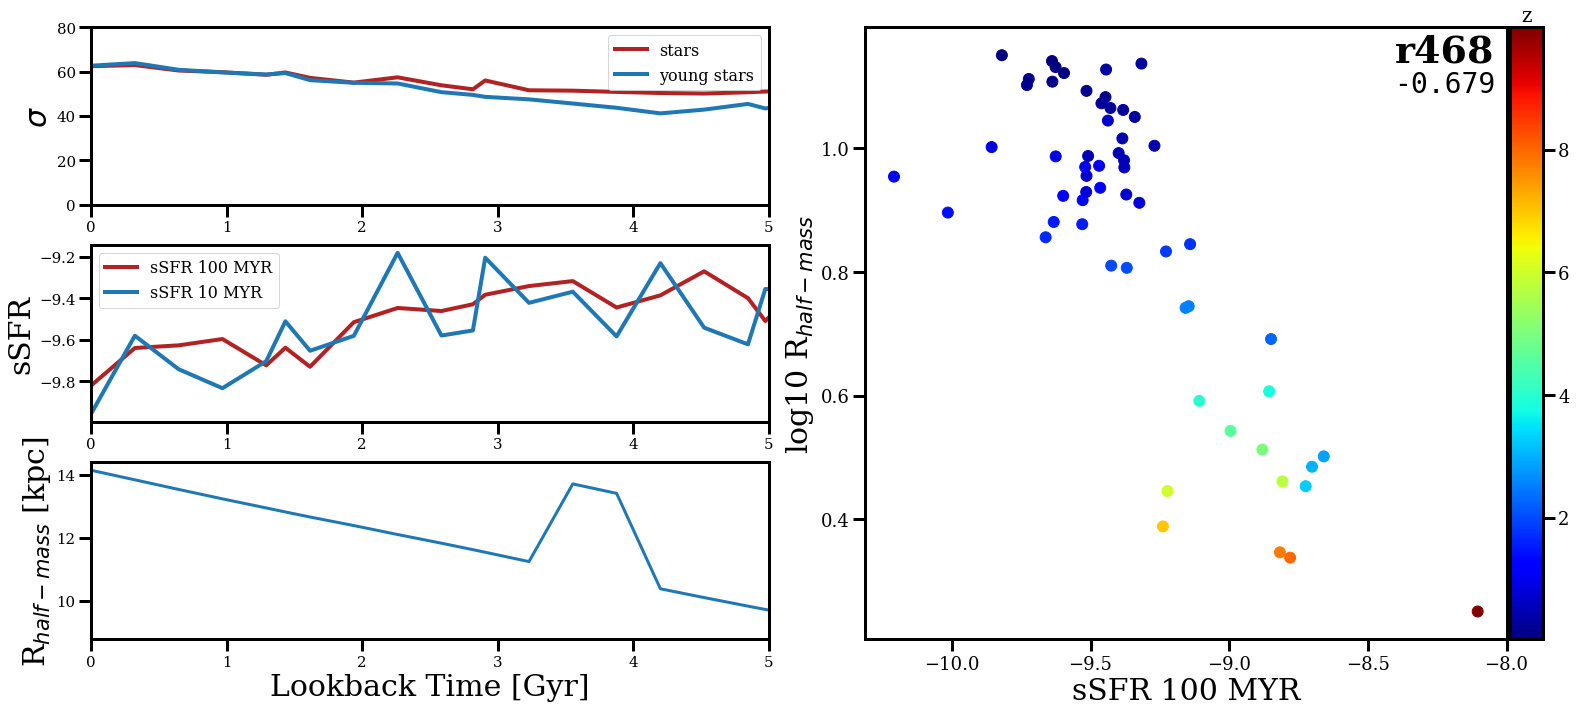 σ
80
60
40
20
0
stars
young stars
0 1 2 3 4 5
sSFR
−9.2
−9.4
−9.6
−9.8
sSFR 100 MYR
sSFR 10 MYR
0 1 2 3 4 5
R_{half−mass} [kpc]
14
12
10
0 1 2 3 4 5
Lookback Time [Gyr]
log10 R_{half−mass}
1.0
0.8
0.6
0.4
r468
-0.679
−10.0 −9.5 −9.0 −8.5 −8.0
sSFR 100 MYR
z
8
6
4
2